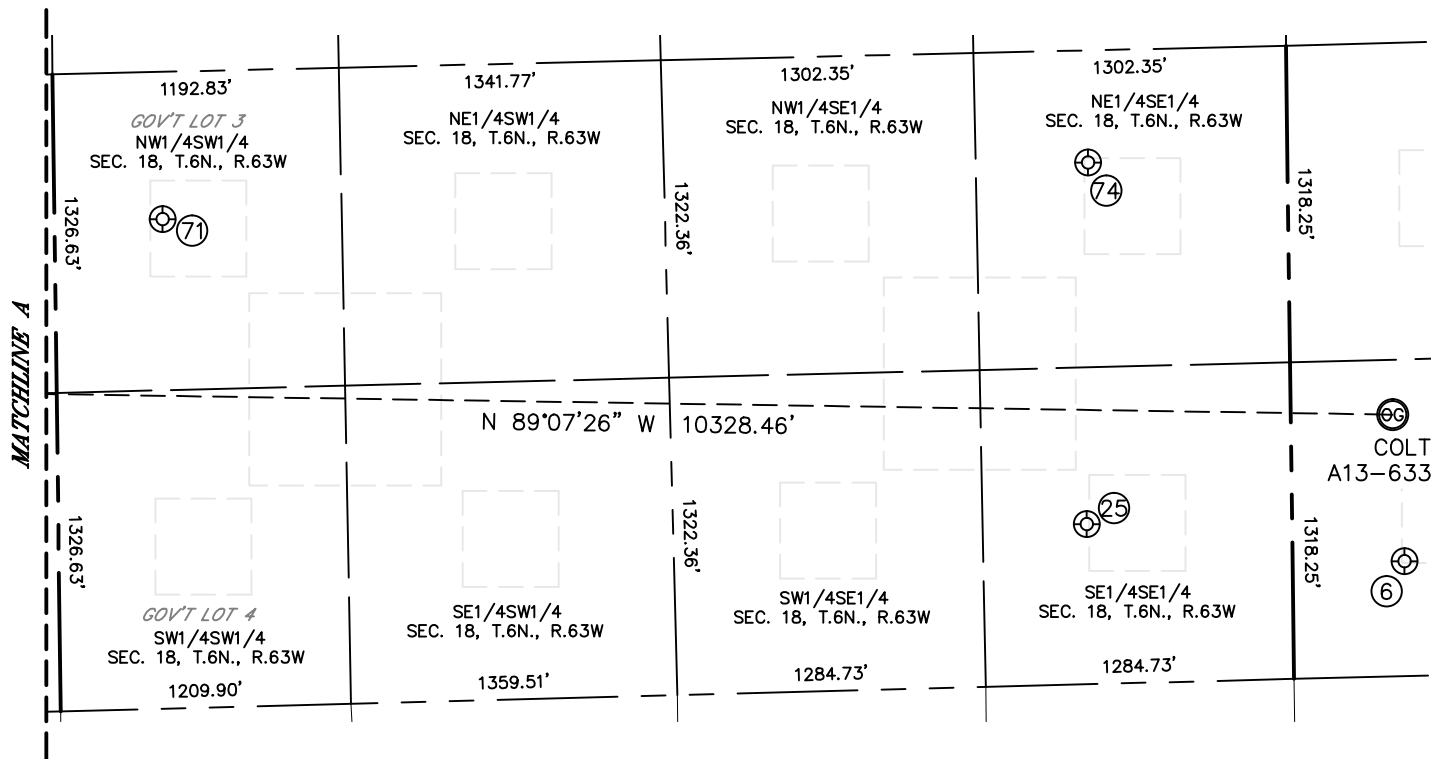 1192.83'
1341.77'
1302.35'
1302.35'
GOV'T LOT 3
NW1/4SW1/4
SEC. 18, T.6N., R.63W
NE1/4SW1/4
SEC. 18, T.6N., R.63W
NW1/4SE1/4
SEC. 18, T.6N., R.63W
NE1/4SE1/4
SEC. 18, T.6N., R.63W
1326.63'
71
1322.36'
74
1318.25'
MATCHLINE A
N 89°07'26" W 10328.46'
OG
COLT
A13-633
1326.63'
1322.36'
25
1318.25'
6
GOV'T LOT 4
SW1/4SW1/4
SEC. 18, T.6N., R.63W
SE1/4SW1/4
SEC. 18, T.6N., R.63W
SW1/4SE1/4
SEC. 18, T.6N., R.63W
SE1/4SE1/4
SEC. 18, T.6N., R.63W
1209.90'
1359.51'
1284.73'
1284.73'